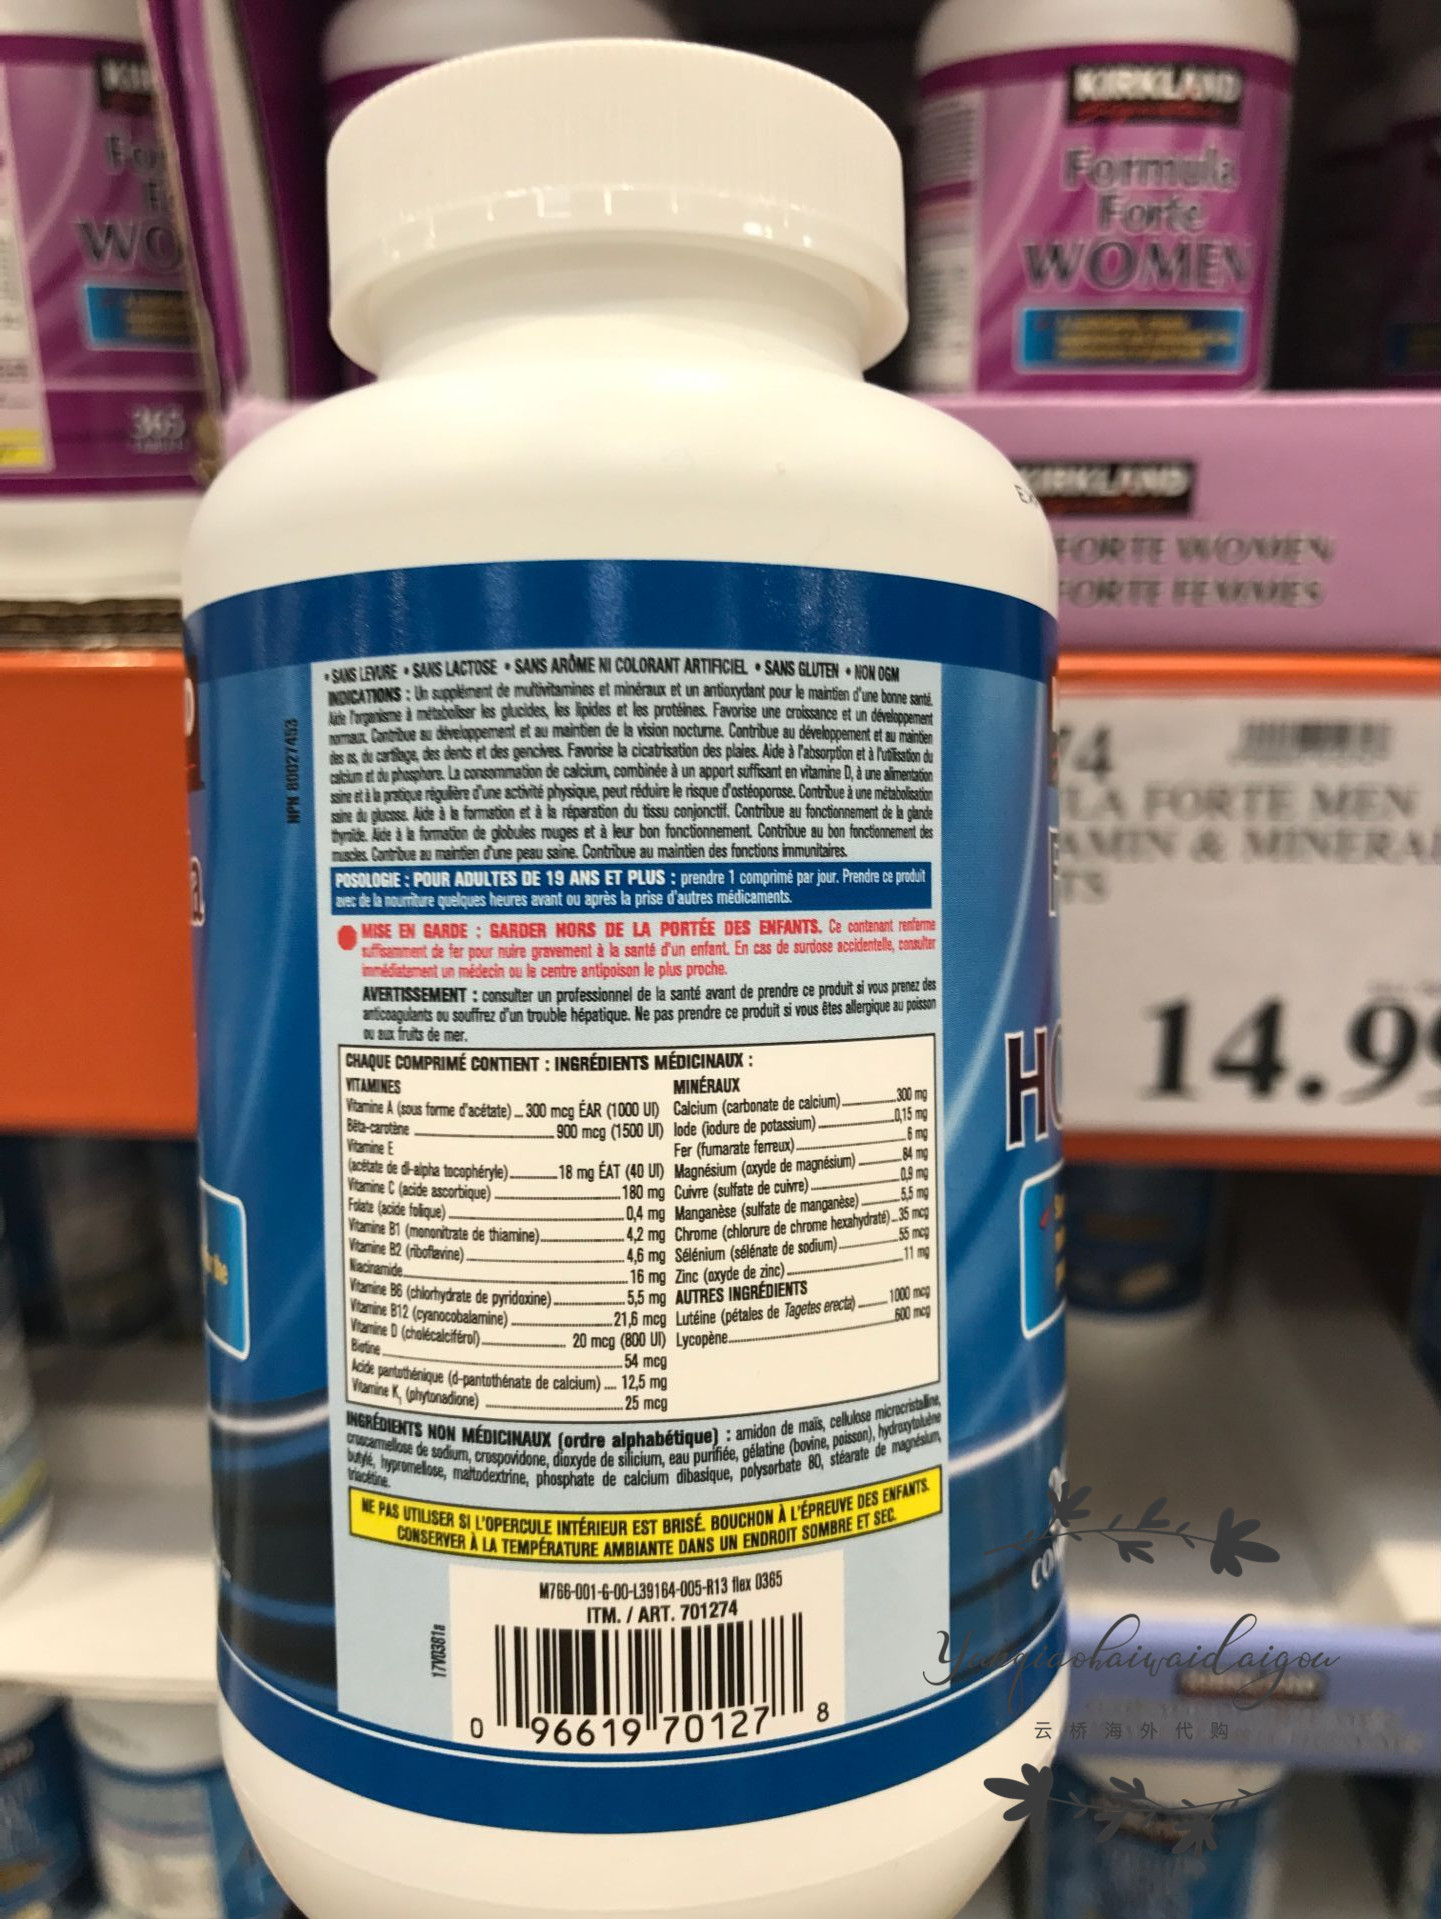 KIRKLAND
Formula
Forte
WOMEN
WO
365
KIRKLAND
FORTE WOMEN
FORTE FEMMES
74
LA FORTE MEN
AMIN & MINERAL
TS
14.99
• SANS LEVURE • SANS LACTOSE • SANS ARÔME NI COLORANT ARTIFICIEL • SANS GLUTEN • NON OGM
INDICATIONS : Un supplément de multivitamines et minéraux et un antioxydant pour le maintien d'une bonne santé.
Aide l'organisme à métaboliser les glucides, les lipides et les protéines. Favorise une croissance et un développement
normaux. Contribue au développement et au maintien de la vision nocturne. Contribue au développement et au maintien
des os, du cartilage, des dents et des gencives. Favorise la cicatrisation des plaies. Aide à l'absorption et à l'utilisation du
calcium et du phosphore. La consommation de calcium, combinée à un apport suffisant en vitamine D, à une alimentation
saine et à la pratique régulière d'une activité physique, peut réduire le risque d'ostéoporose. Contribue à une métabolisation
saine du glucose. Aide à la formation et à la réparation du tissu conjonctif. Contribue au fonctionnement de la glande
thyroïde. Aide à la formation de globules rouges et à leur bon fonctionnement. Contribue au bon fonctionnement des
muscles. Contribue au maintien d'une peau saine. Contribue au maintien des fonctions immunitaires.
NPN 80027453
POSOLOGIE : POUR ADULTES DE 19 ANS ET PLUS : prendre 1 comprimé par jour. Prendre ce produit
avec de la nourriture quelques heures avant ou après la prise d'autres médicaments.
MISE EN GARDE : GARDER HORS DE LA PORTÉE DES ENFANTS. Ce contenant renferme
suffisamment de fer pour nuire gravement à la santé d'un enfant. En cas de surdose accidentelle, consulter
immédiatement un médecin ou le centre antipoison le plus proche.
AVERTISSEMENT : consulter un professionnel de la santé avant de prendre ce produit si vous prenez des
anticoagulants ou souffrez d'un trouble hépatique. Ne pas prendre ce produit si vous êtes allergique au poisson
ou aux fruits de mer.
CHAQUE COMPRIMÉ CONTIENT : INGRÉDIENTS MÉDICINAUX :
VITAMINES
Vitamine A (sous forme d'acétate) ... 300 mcg ÉAR (1000 UI)
Bêta-carotène ... 900 mcg (1500 UI)
Vitamine E
(acétate de dl-alpha tocophéryle) ... 18 mg ÉAT (40 UI)
Vitamine C (acide ascorbique) ... 180 mg
Folate (acide folique) ... 0,4 mg
Vitamine B1 (mononitrate de thiamine) ... 4,2 mg
Vitamine B2 (riboflavine) ... 4,6 mg
Niacinamide ... 16 mg
Vitamine B6 (chlorhydrate de pyridoxine) ... 5,5 mg
Vitamine B12 (cyanocobalamine) ... 21,6 mcg
Vitamine D (cholécalciférol) ... 20 mcg (800 UI)
Biotine ... 54 mcg
Acide pantothénique (d-pantothénate de calcium) .... 12,5 mg
Vitamine K₁ (phytonadione) ... 25 mcg
MINÉRAUX
Calcium (carbonate de calcium) ... 300 mg
Iode (iodure de potassium) ... 0,15 mg
Fer (fumarate ferreux) ... 6 mg
Magnésium (oxyde de magnésium) ... 84 mg
Cuivre (sulfate de cuivre) ... 0,9 mg
Manganèse (sulfate de manganèse) ... 5,5 mg
Chrome (chlorure de chrome hexahydraté) ... 35 mcg
Sélénium (sélénate de sodium) ... 55 mcg
Zinc (oxyde de zinc) ... 11 mg
AUTRES INGRÉDIENTS
Lutéine (pétales de Tagetes erecta) ... 1000 mcg
Lycopène ... 600 mcg
INGRÉDIENTS NON MÉDICINAUX (ordre alphabétique) : amidon de maïs, cellulose microcristalline,
croscarmellose de sodium, crospovidone, dioxyde de silicium, eau purifiée, gélatine (bovine, poisson), hydroxytoluène
butylé, hypromellose, maltodextrine, phosphate de calcium dibasique, polysorbate 80, stéarate de magnésium,
triacétine.
NE PAS UTILISER SI L'OPERCULE INTÉRIEUR EST BRISÉ. BOUCHON À L'ÉPREUVE DES ENFANTS.
CONSERVER À LA TEMPÉRATURE AMBIANTE DANS UN ENDROIT SOMBRE ET SEC.
M766-001-6-00-L39164-005-R13 flex 0365
ITM. / ART. 701274
17V0381s
0 96619 70127 8
HO
Yunqiaohaiwaidaigou
云桥海外代购